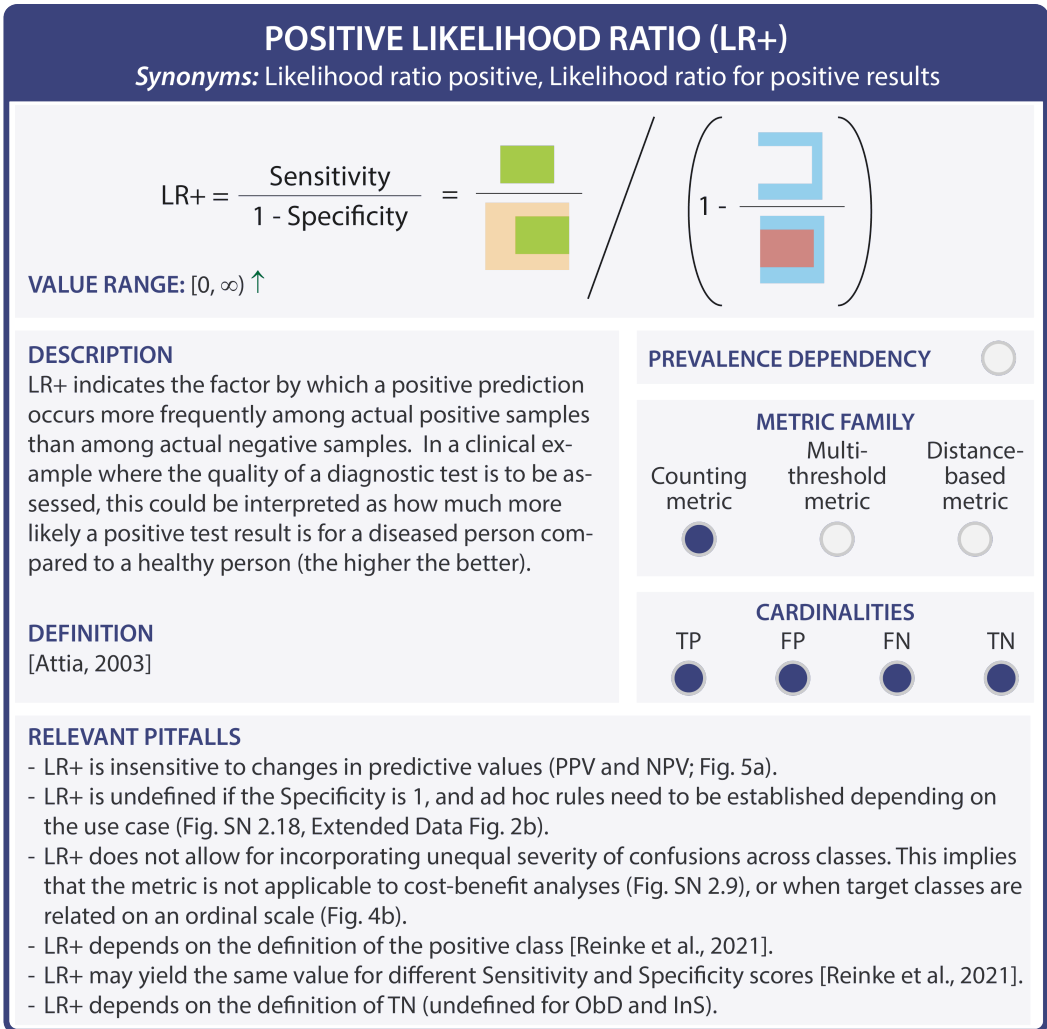 POSITIVE LIKELIHOOD RATIO (LR+)
Synonyms: Likelihood ratio positive, Likelihood ratio for positive results
LR+ =
Sensitivity
1 - Specificity
=
1 -
VALUE RANGE: [0, ∞) ↑
DESCRIPTION
LR+ indicates the factor by which a positive prediction
occurs more frequently among actual positive samples
than among actual negative samples. In a clinical ex-
ample where the quality of a diagnostic test is to be as-
sessed, this could be interpreted as how much more
likely a positive test result is for a diseased person com-
pared to a healthy person (the higher the better).
DEFINITION
[Attia, 2003]
PREVALENCE DEPENDENCY
METRIC FAMILY
Counting
metric
Multi-
threshold
metric
Distance-
based
metric
CARDINALITIES
TP FP FN TN
RELEVANT PITFALLS
- LR+ is insensitive to changes in predictive values (PPV and NPV; Fig. 5a).
- LR+ is undefined if the Specificity is 1, and ad hoc rules need to be established depending on
the use case (Fig. SN 2.18, Extended Data Fig. 2b).
- LR+ does not allow for incorporating unequal severity of confusions across classes. This implies
that the metric is not applicable to cost-benefit analyses (Fig. SN 2.9), or when target classes are
related on an ordinal scale (Fig. 4b).
- LR+ depends on the definition of the positive class [Reinke et al., 2021].
- LR+ may yield the same value for different Sensitivity and Specificity scores [Reinke et al., 2021].
- LR+ depends on the definition of TN (undefined for ObD and InS).